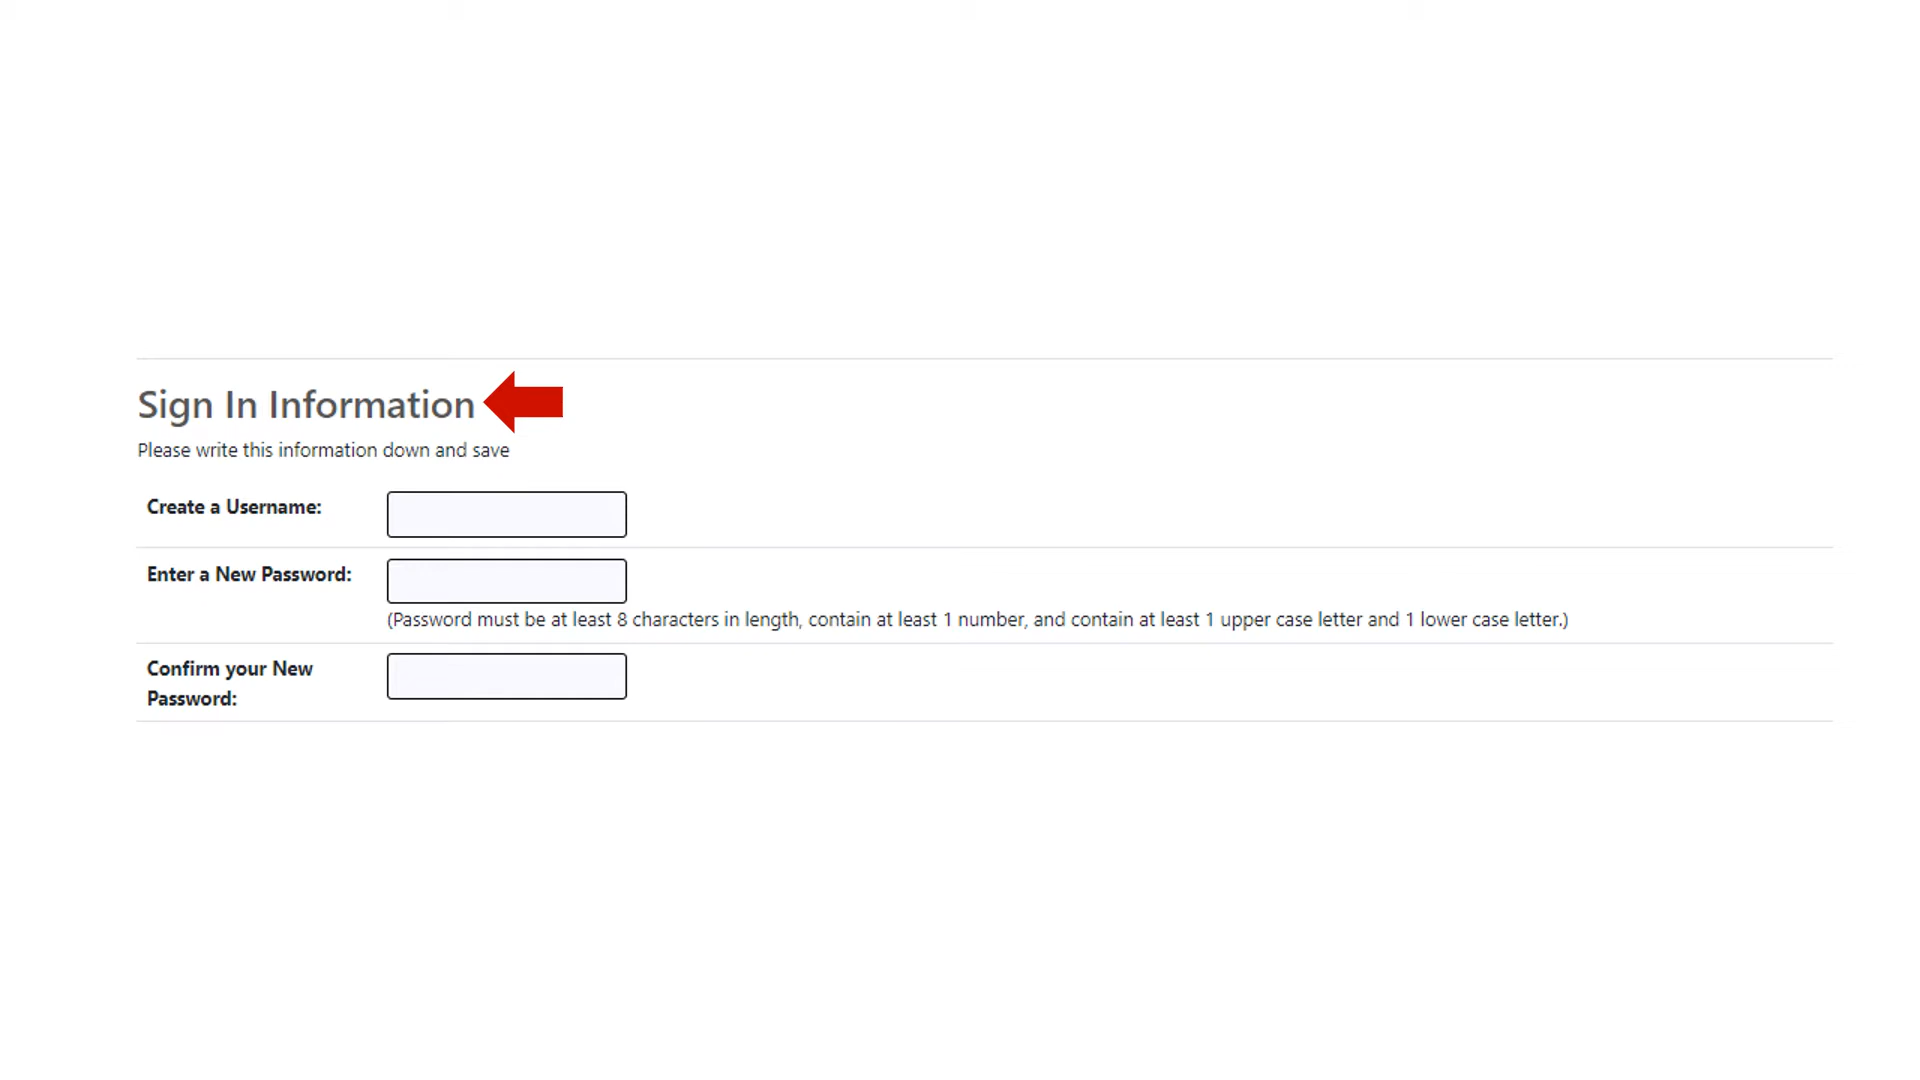 Sign In Information
Please write this information down and save
Create a Username:
Enter a New Password:
(Password must be at least 8 characters in length, contain at least 1 number, and contain at least 1 upper case letter and 1 lower case letter.)
Confirm your New
Password: